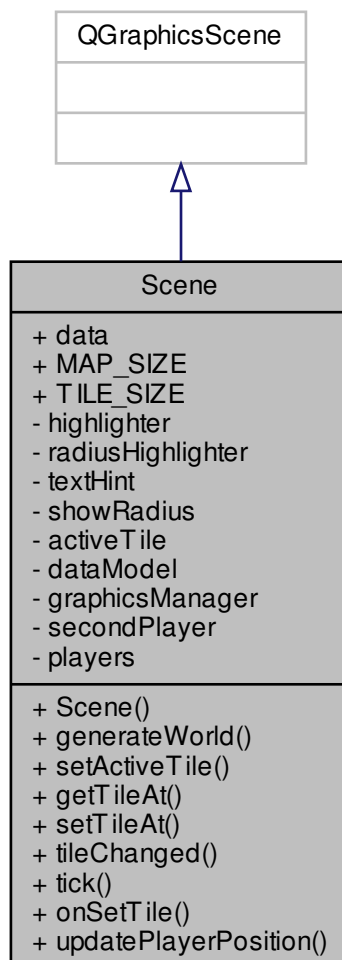 QGraphicsScene
Scene
+ data
+ MAP_SIZE
+ TILE_SIZE
- highlighter
- radiusHighlighter
- textHint
- showRadius
- activeTile
- dataModel
- graphicsManager
- secondPlayer
- players
+ Scene()
+ generateWorld()
+ setActiveTile()
+ getTileAt()
+ setTileAt()
+ tileChanged()
+ tick()
+ onSetTile()
+ updatePlayerPosition()